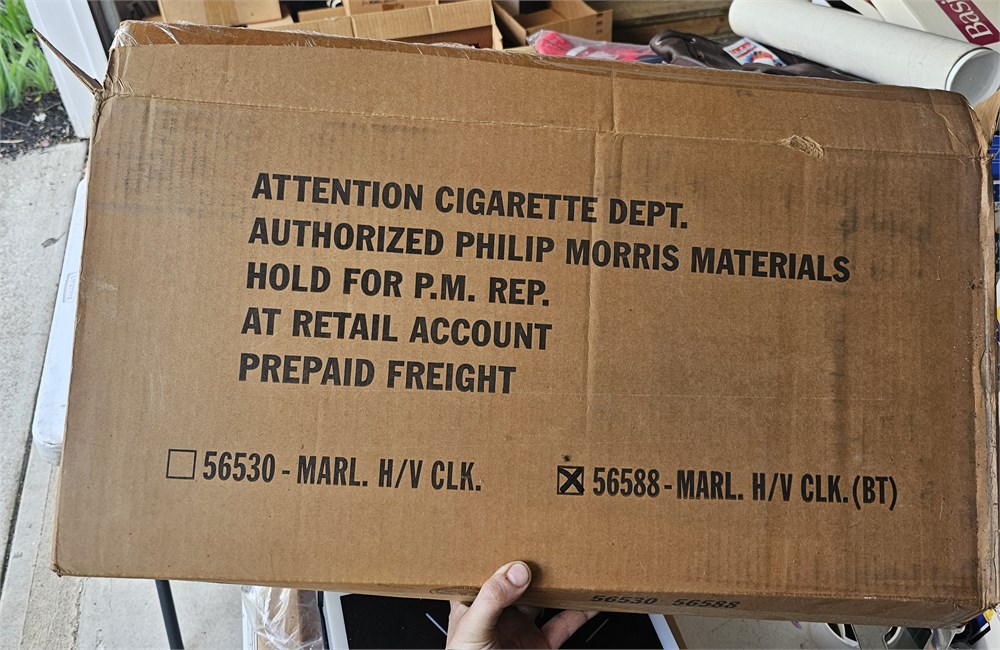 Basi
ATTENTION CIGARETTE DEPT.
AUTHORIZED PHILIP MORRIS MATERIALS
HOLD FOR P.M. REP.
AT RETAIL ACCOUNT
PREPAID FREIGHT
56530 - MARL. H/V CLK.
56588 - MARL. H/V CLK. (BT)
56530 56588